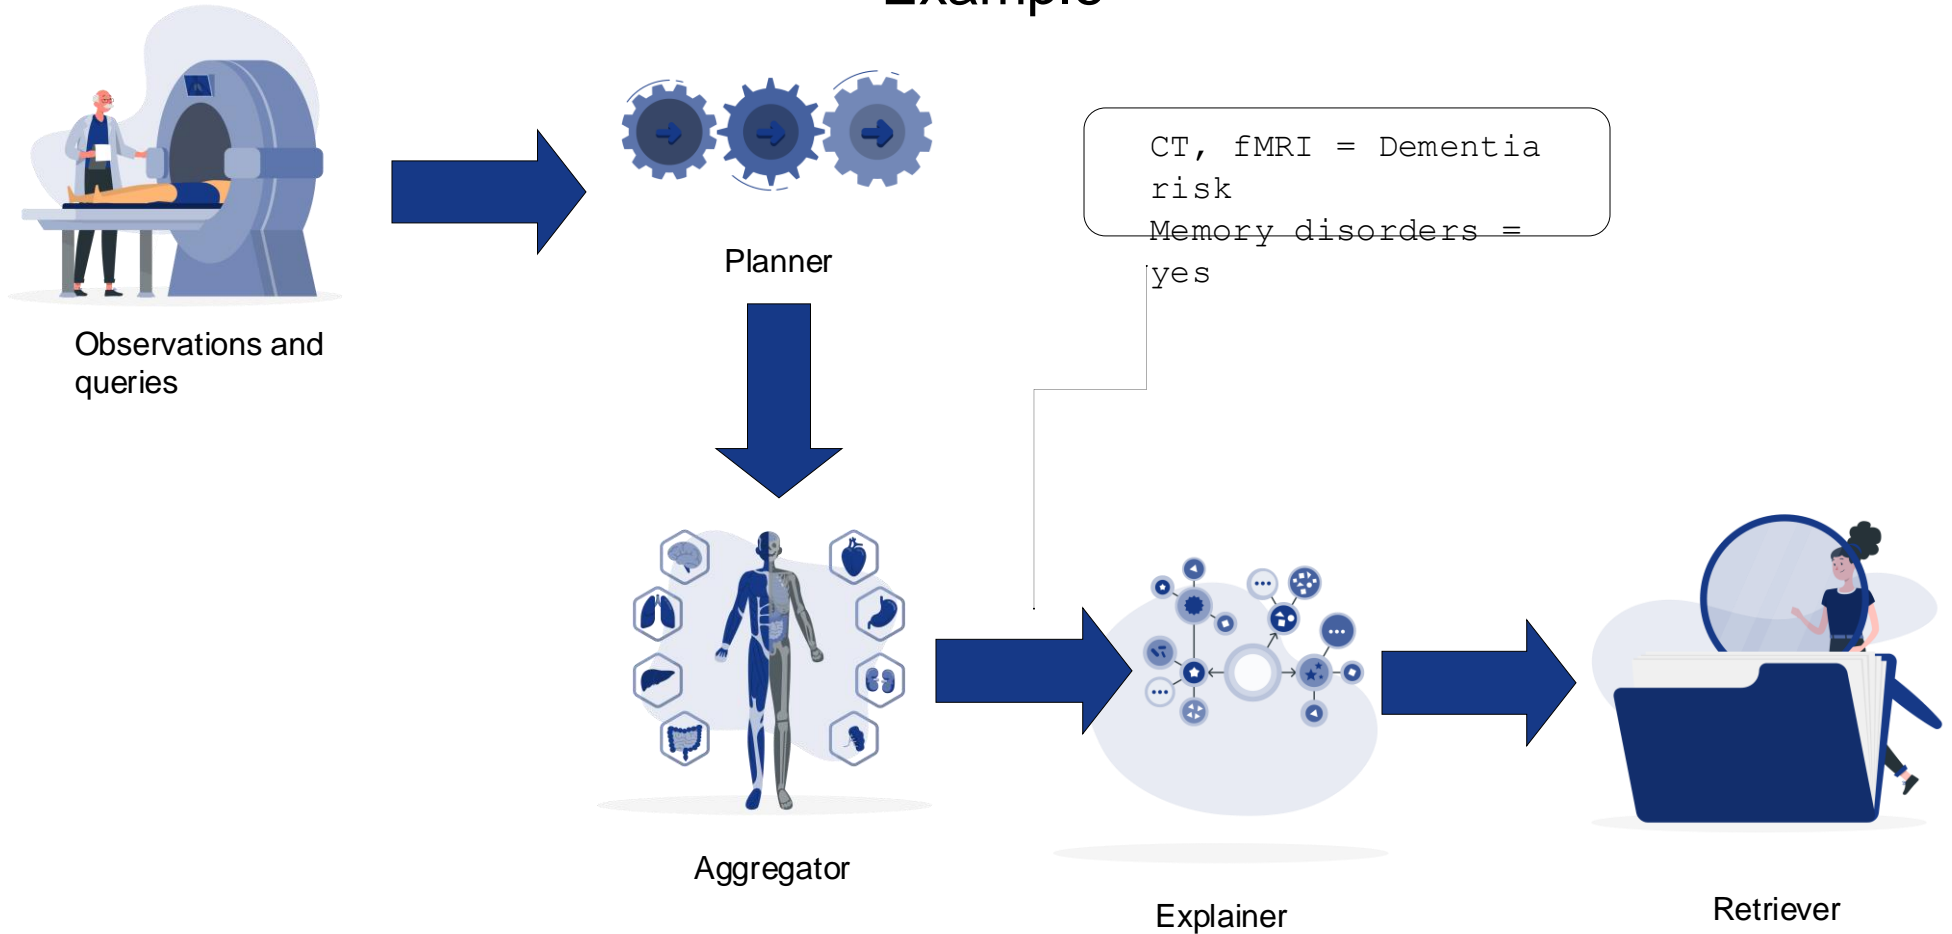 Example
Planner
CT, fMRI = Dementia
risk
Memory disorders =
yes
Observations and
queries
Aggregator
Explainer
Retriever